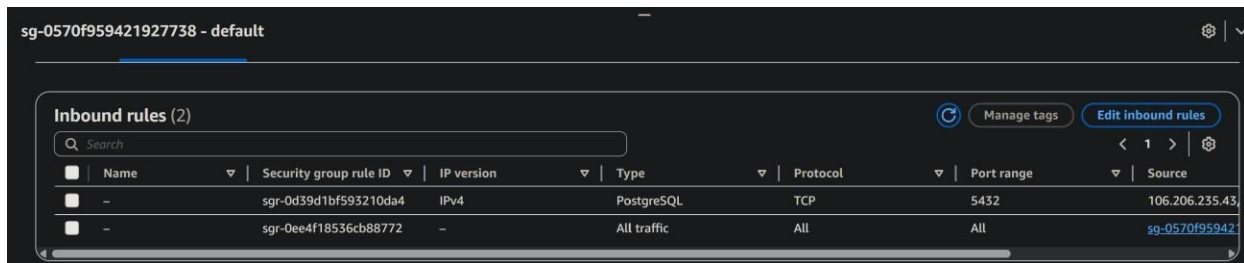 sg-0570f959421927738 - default
Inbound rules (2)
Manage tags
Edit inbound rules
Search
1
Name Security group rule ID IP version Type Protocol Port range Source
– sgr-0d39d1bf593210da4 IPv4 PostgreSQL TCP 5432 106.206.235.43/
– sgr-0ee4f18536cb88772 – All traffic All All sg-0570f95942